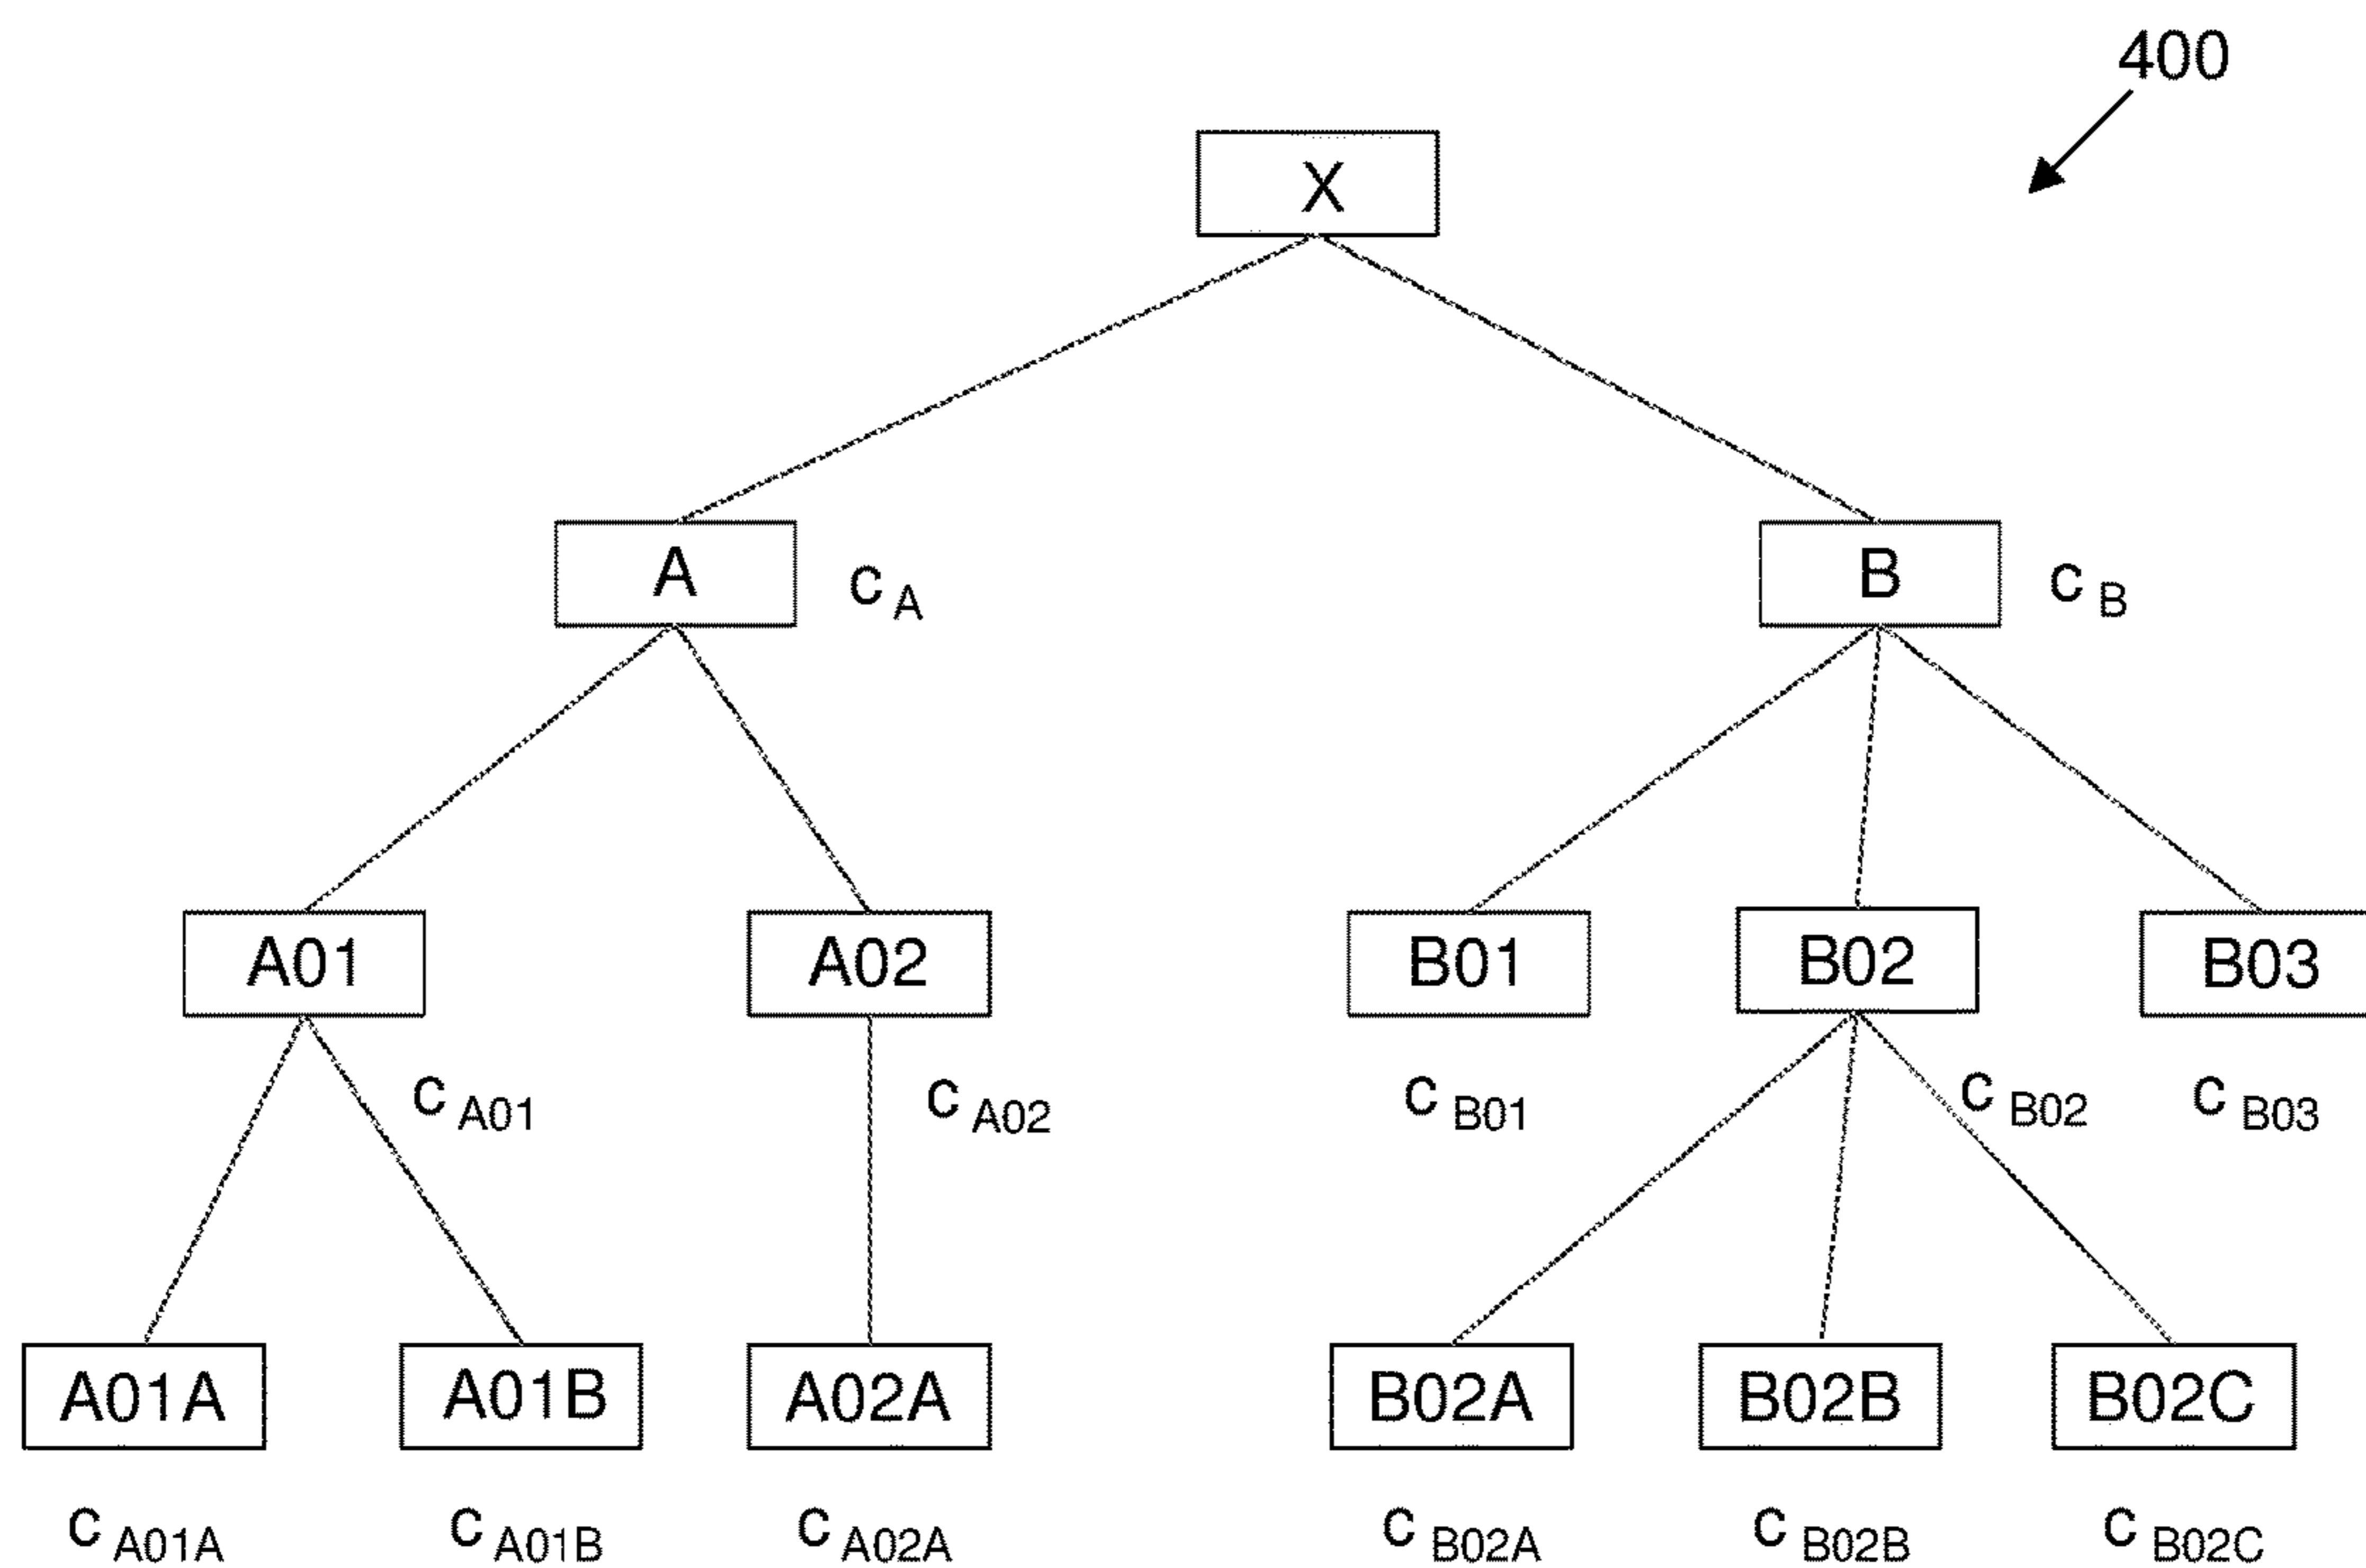 400
X
A c A B c B
A01 A02 B01 B02 B03
c A01 c A02 c B01 c B02 c B03
A01A A01B A02A B02A B02B B02C
c A01A c A01B c A02A c B02A c B02B c B02C